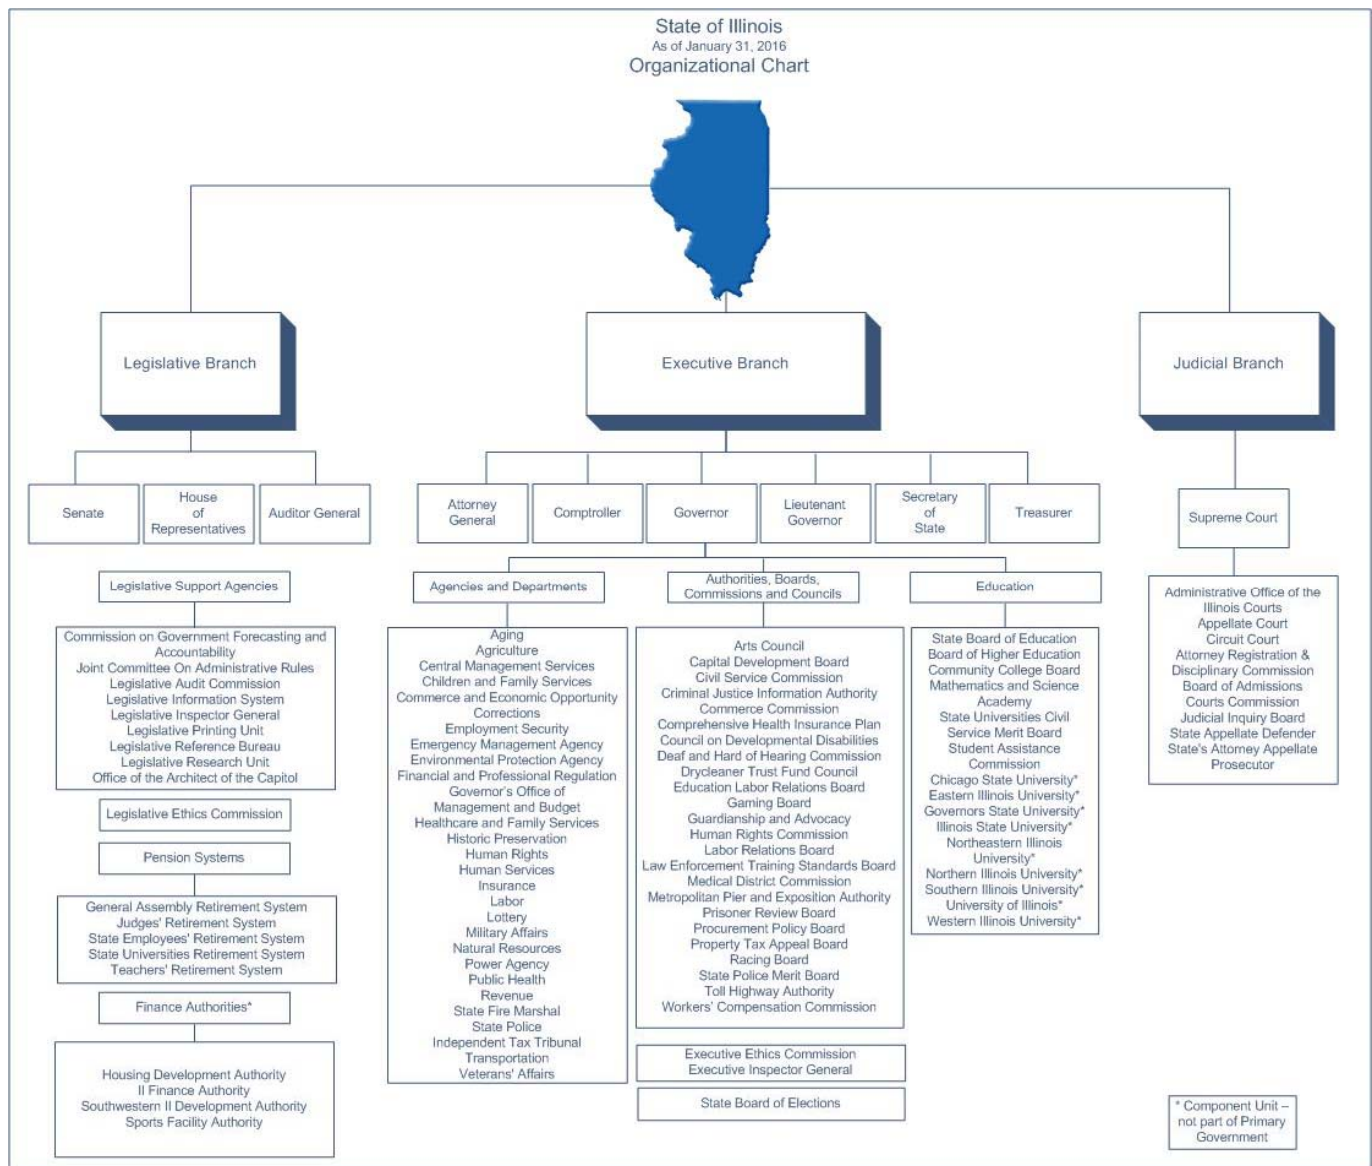 State of Illinois
As of January 31, 2016
Organizational Chart
Legislative Branch
Executive Branch
Judicial Branch
Senate
House
of
Representatives
Auditor General
Attorney
General
Comptroller
Governor
Lieutenant
Governor
Secretary
of
State
Treasurer
Supreme Court
Legislative Support Agencies
Commission on Government Forecasting and
Accountability
Joint Committee On Administrative Rules
Legislative Audit Commission
Legislative Information System
Legislative Inspector General
Legislative Printing Unit
Legislative Reference Bureau
Legislative Research Unit
Office of the Architect of the Capitol
Legislative Ethics Commission
Pension Systems
General Assembly Retirement System
Judges' Retirement System
State Employees' Retirement System
State Universities Retirement System
Teachers' Retirement System
Finance Authorities*
Housing Development Authority
Il Finance Authority
Southwestern Il Development Authority
Sports Facility Authority
Agencies and Departments
Aging
Agriculture
Central Management Services
Children and Family Services
Commerce and Economic Opportunity
Corrections
Employment Security
Emergency Management Agency
Environmental Protection Agency
Financial and Professional Regulation
Governor's Office of
Management and Budget
Healthcare and Family Services
Historic Preservation
Human Rights
Human Services
Insurance
Labor
Lottery
Military Affairs
Natural Resources
Power Agency
Public Health
Revenue
State Fire Marshal
State Police
Independent Tax Tribunal
Transportation
Veterans' Affairs
Authorities, Boards,
Commissions and Councils
Arts Council
Capital Development Board
Civil Service Commission
Criminal Justice Information Authority
Commerce Commission
Comprehensive Health Insurance Plan
Council on Developmental Disabilities
Deaf and Hard of Hearing Commission
Drycleaner Trust Fund Council
Education Labor Relations Board
Gaming Board
Guardianship and Advocacy
Human Rights Commission
Labor Relations Board
Law Enforcement Training Standards Board
Medical District Commission
Metropolitan Pier and Exposition Authority
Prisoner Review Board
Procurement Policy Board
Property Tax Appeal Board
Racing Board
State Police Merit Board
Toll Highway Authority
Workers' Compensation Commission
Executive Ethics Commission
Executive Inspector General
State Board of Elections
Education
State Board of Education
Board of Higher Education
Community College Board
Mathematics and Science
Academy
State Universities Civil
Service Merit Board
Student Assistance
Commission
Chicago State University*
Eastern Illinois University*
Governors State University*
Illinois State University*
Northeastern Illinois
University*
Northern Illinois University*
Southern Illinois University*
University of Illinois*
Western Illinois University*
Administrative Office of the
Illinois Courts
Appellate Court
Circuit Court
Attorney Registration &
Disciplinary Commission
Board of Admissions
Courts Commission
Judicial Inquiry Board
State Appellate Defender
State's Attorney Appellate
Prosecutor
* Component Unit –
not part of Primary
Government